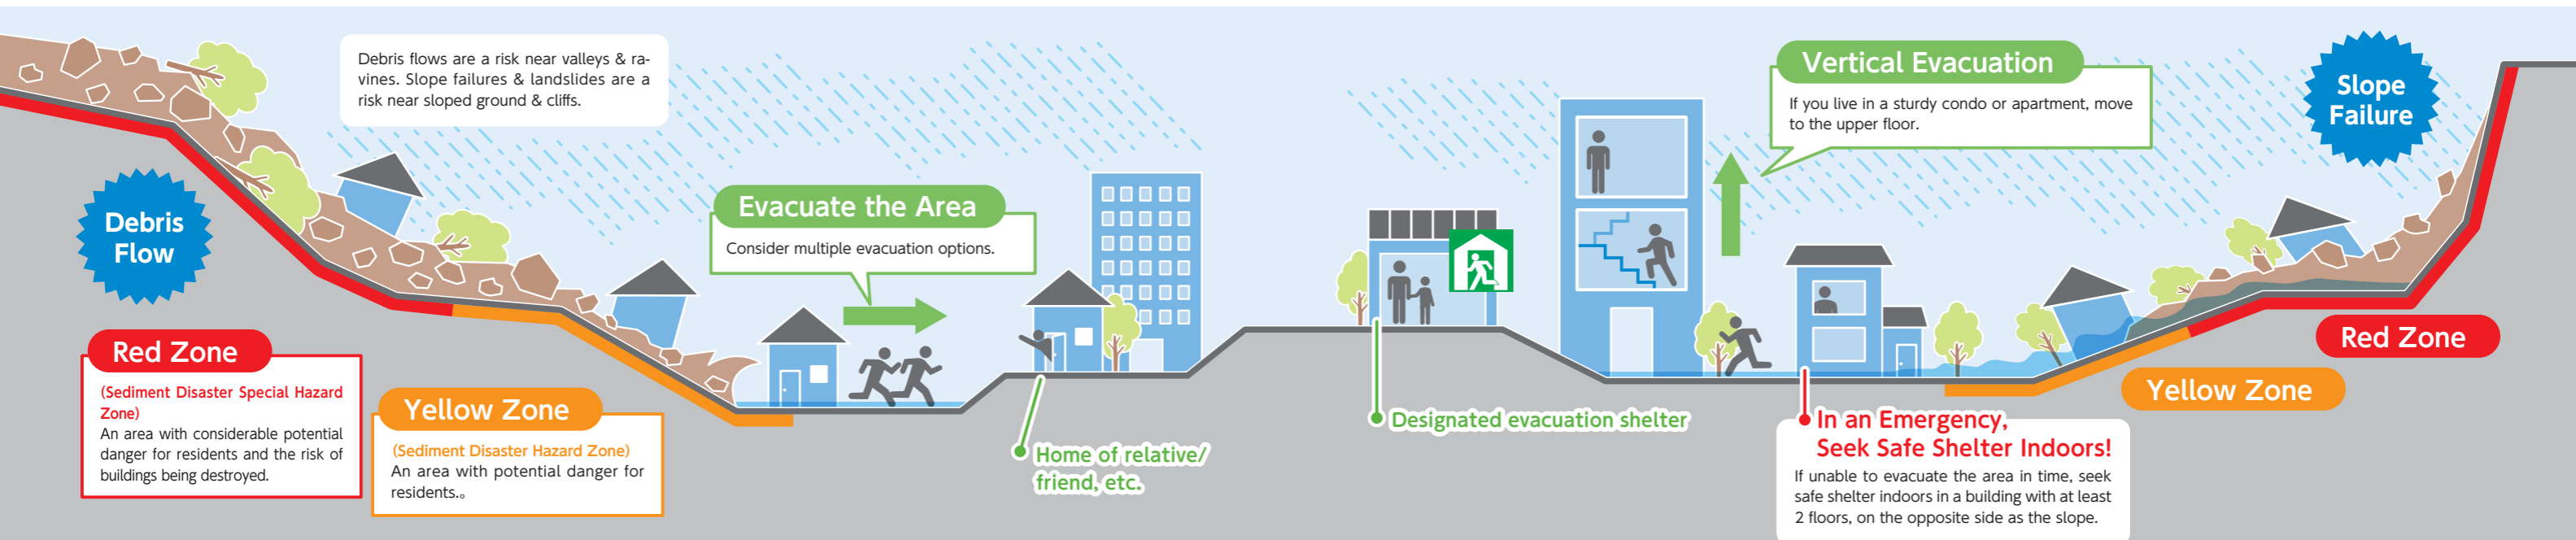 Debris flows are a risk near valleys & ra-
vines. Slope failures & landslides are a
risk near sloped ground & cliffs.
Debris
Flow
Red Zone
(Sediment Disaster Special Hazard
Zone)
An area with considerable potential
danger for residents and the risk of
buildings being destroyed.
Yellow Zone
(Sediment Disaster Hazard Zone)
An area with potential danger for
residents.。
Evacuate the Area
Consider multiple evacuation options.
Home of relative/
friend, etc.
Designated evacuation shelter
Vertical Evacuation
If you live in a sturdy condo or apartment, move
to the upper floor.
In an Emergency,
Seek Safe Shelter Indoors!
If unable to evacuate the area in time, seek
safe shelter indoors in a building with at least
2 floors, on the opposite side as the slope.
Slope
Failure
Red Zone
Yellow Zone